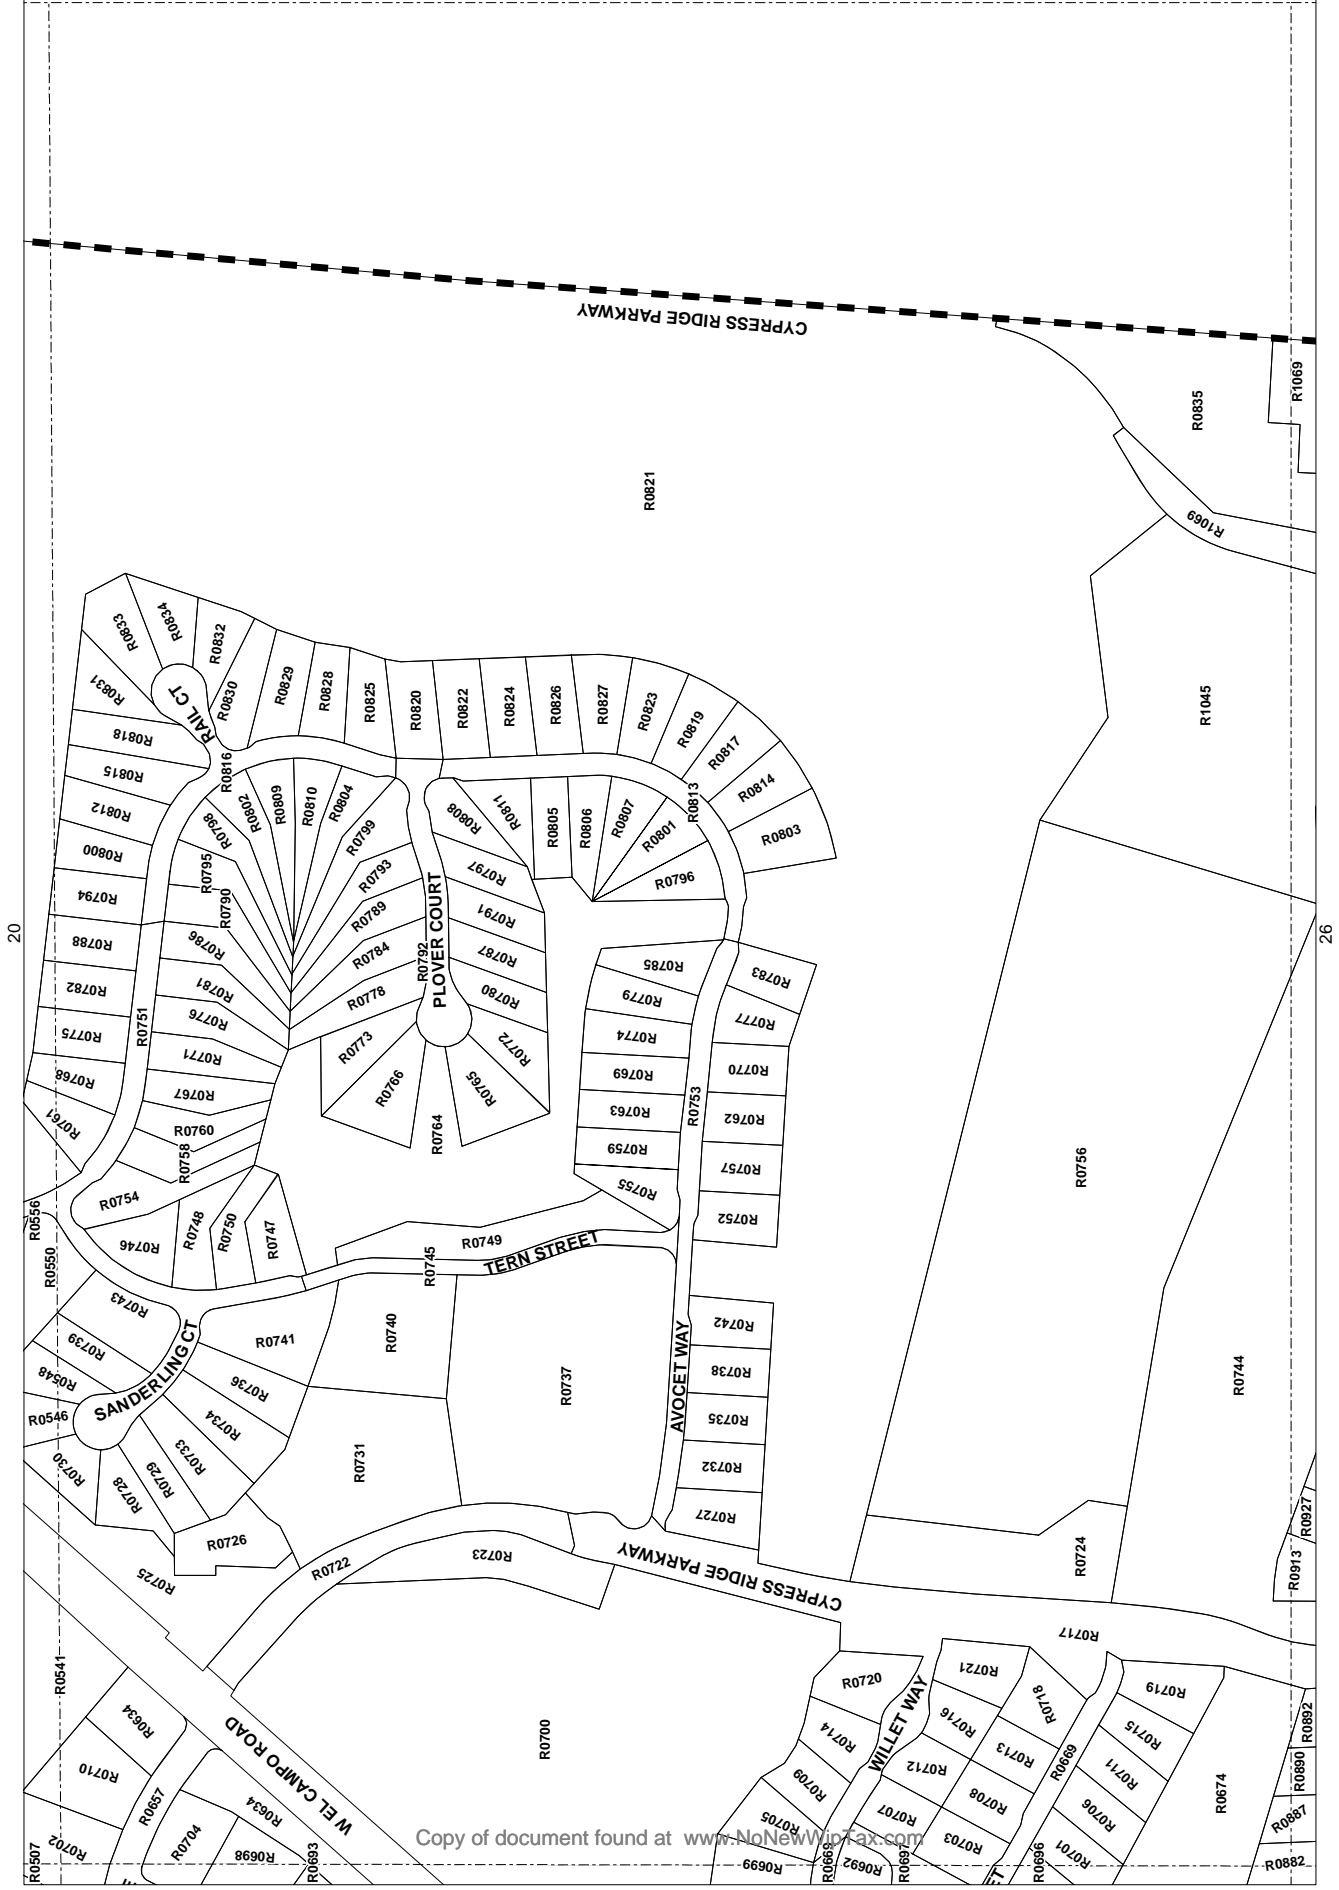 CYPRESS RIDGE PARKWAY
R0835
R1069
R0821
R1069
R0833
R0834
R0832
R0831
R0830
R0829
R0828
R0825
R0820
R0822
R0824
R0826
R0827
R0823
R0819
R0817
R0814
R0803
RAIL CT
R1045
R0818
R0815
R0816
R0812
R0802
R0809
R0810
R0804
R0808
R0811
R0813
R0805
R0806
R0807
R0801
R0798
R0799
R0800
R0795
R0793
R0797
R0796
R0794
R0790
R0789
R0791
PLOVER COURT
20
26
R0788
R0786
R0784
R0792
R0787
R0785
R0783
R0782
R0781
R0778
R0780
R0779
R0777
R0775
R0751
R0776
R0773
R0772
R0774
R0771
R0770
R0768
R0767
R0766
R0765
R0769
R0753
R0763
R0762
R0761
R0760
R0764
R0759
R0758
R0757
R0756
R0755
R0754
R0752
R0556
R0746
R0748
R0750
R0747
R0749
TERN STREET
R0550
R0745
R0743
R0742
R0739
R0741
R0740
R0738
AVOCET WAY
SANDERLING CT
R0548
R0736
R0737
R0744
R0546
R0734
R0735
R0733
R0731
R0732
R0730
R0729
R0728
R0727
R0927
R0726
R0725
R0722
R0723
CYPRESS RIDGE PARKWAY
R0724
R0913
R0717
R0541
R0721
R0720
R0718
R0719
R0634
W EL CAMPO ROAD
R0700
R0714
WILLET WAY
R0716
R0715
R0892
R0713
R0710
R0709
R0712
R0669
R0711
R0890
R0657
R0634
R0705
R0707
R0708
R0706
R0674
R0887
R0704
R0702
R0703
R0701
Copy of document found at www.NoNewWipTax.com
R0507
R0698
R0693
R0699
R0669
R0692
R0697
R0696
R0882
ET